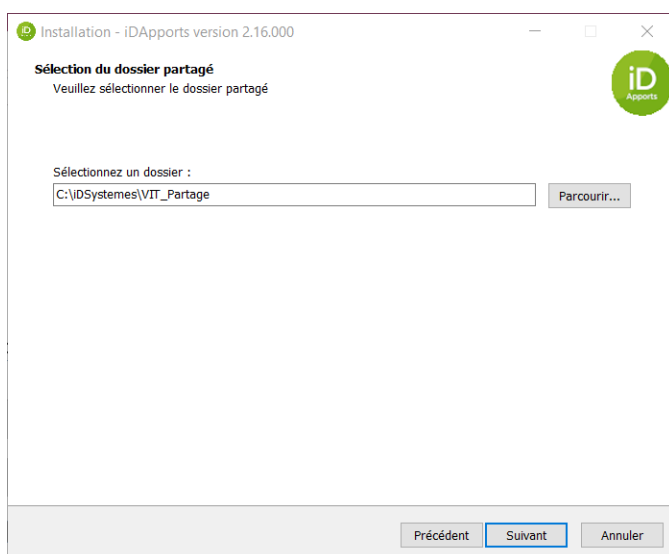 iD Installation - iDApports version 2.16.000
Sélection du dossier partagé
Veuillez sélectionner le dossier partagé
iD
Apports
Sélectionnez un dossier :
C:\iDSystemes\VIT_Partage
Parcourir...
Précédent
Suivant
Annuler